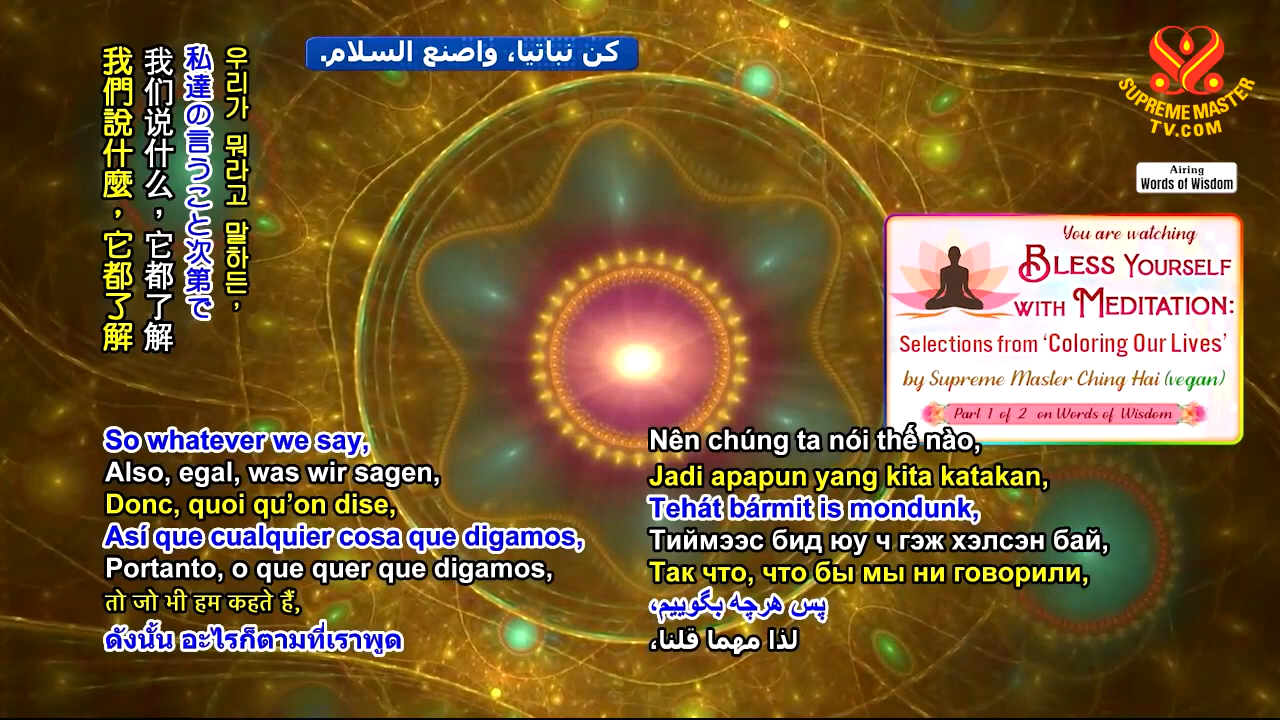 كن نباتيا، واصنع السلام.
SUPREME MASTER
TV.COM
Airing
Words of Wisdom
You are watching
BLESS YOURSELF
WITH MEDITATION:
Selections from ‘Coloring Our Lives’
by Supreme Master Ching Hai (vegan)
Part 1 of 2 on Words of Wisdom
우리가 뭐라고 말하든,
私達の言うこと次第で
我们说什么，它都了解
我們說什麼，它都了解
So whatever we say,
Also, egal, was wir sagen,
Donc, quoi qu’on dise,
Así que cualquier cosa que digamos,
Portanto, o que quer que digamos,
तो जो भी हम कहते हैं,
ดังนั้น อะไรก็ตามที่เราพูด
Nên chúng ta nói thế nào,
Jadi apapun yang kita katakan,
Tehát bármit is mondunk,
Тиймээс бид юу ч гэж хэлсэн бай,
Так что, что бы мы ни говорили,
پس هرچه بگوییم،
لذا مهما قلنا،